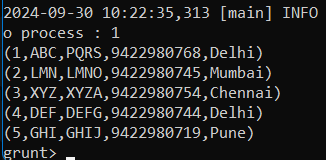 2024-09-30 10:22:35,313 [main] INFO
o process : 1
(1,ABC,PQRS,9422980768,Delhi)
(2,LMN,LMNO,9422980745,Mumbai)
(3,XYZ,XYZA,9422980754,Chennai)
(4,DEF,DEFG,9422980744,Delhi)
(5,GHI,GHIJ,9422980719,Pune)
grunt>